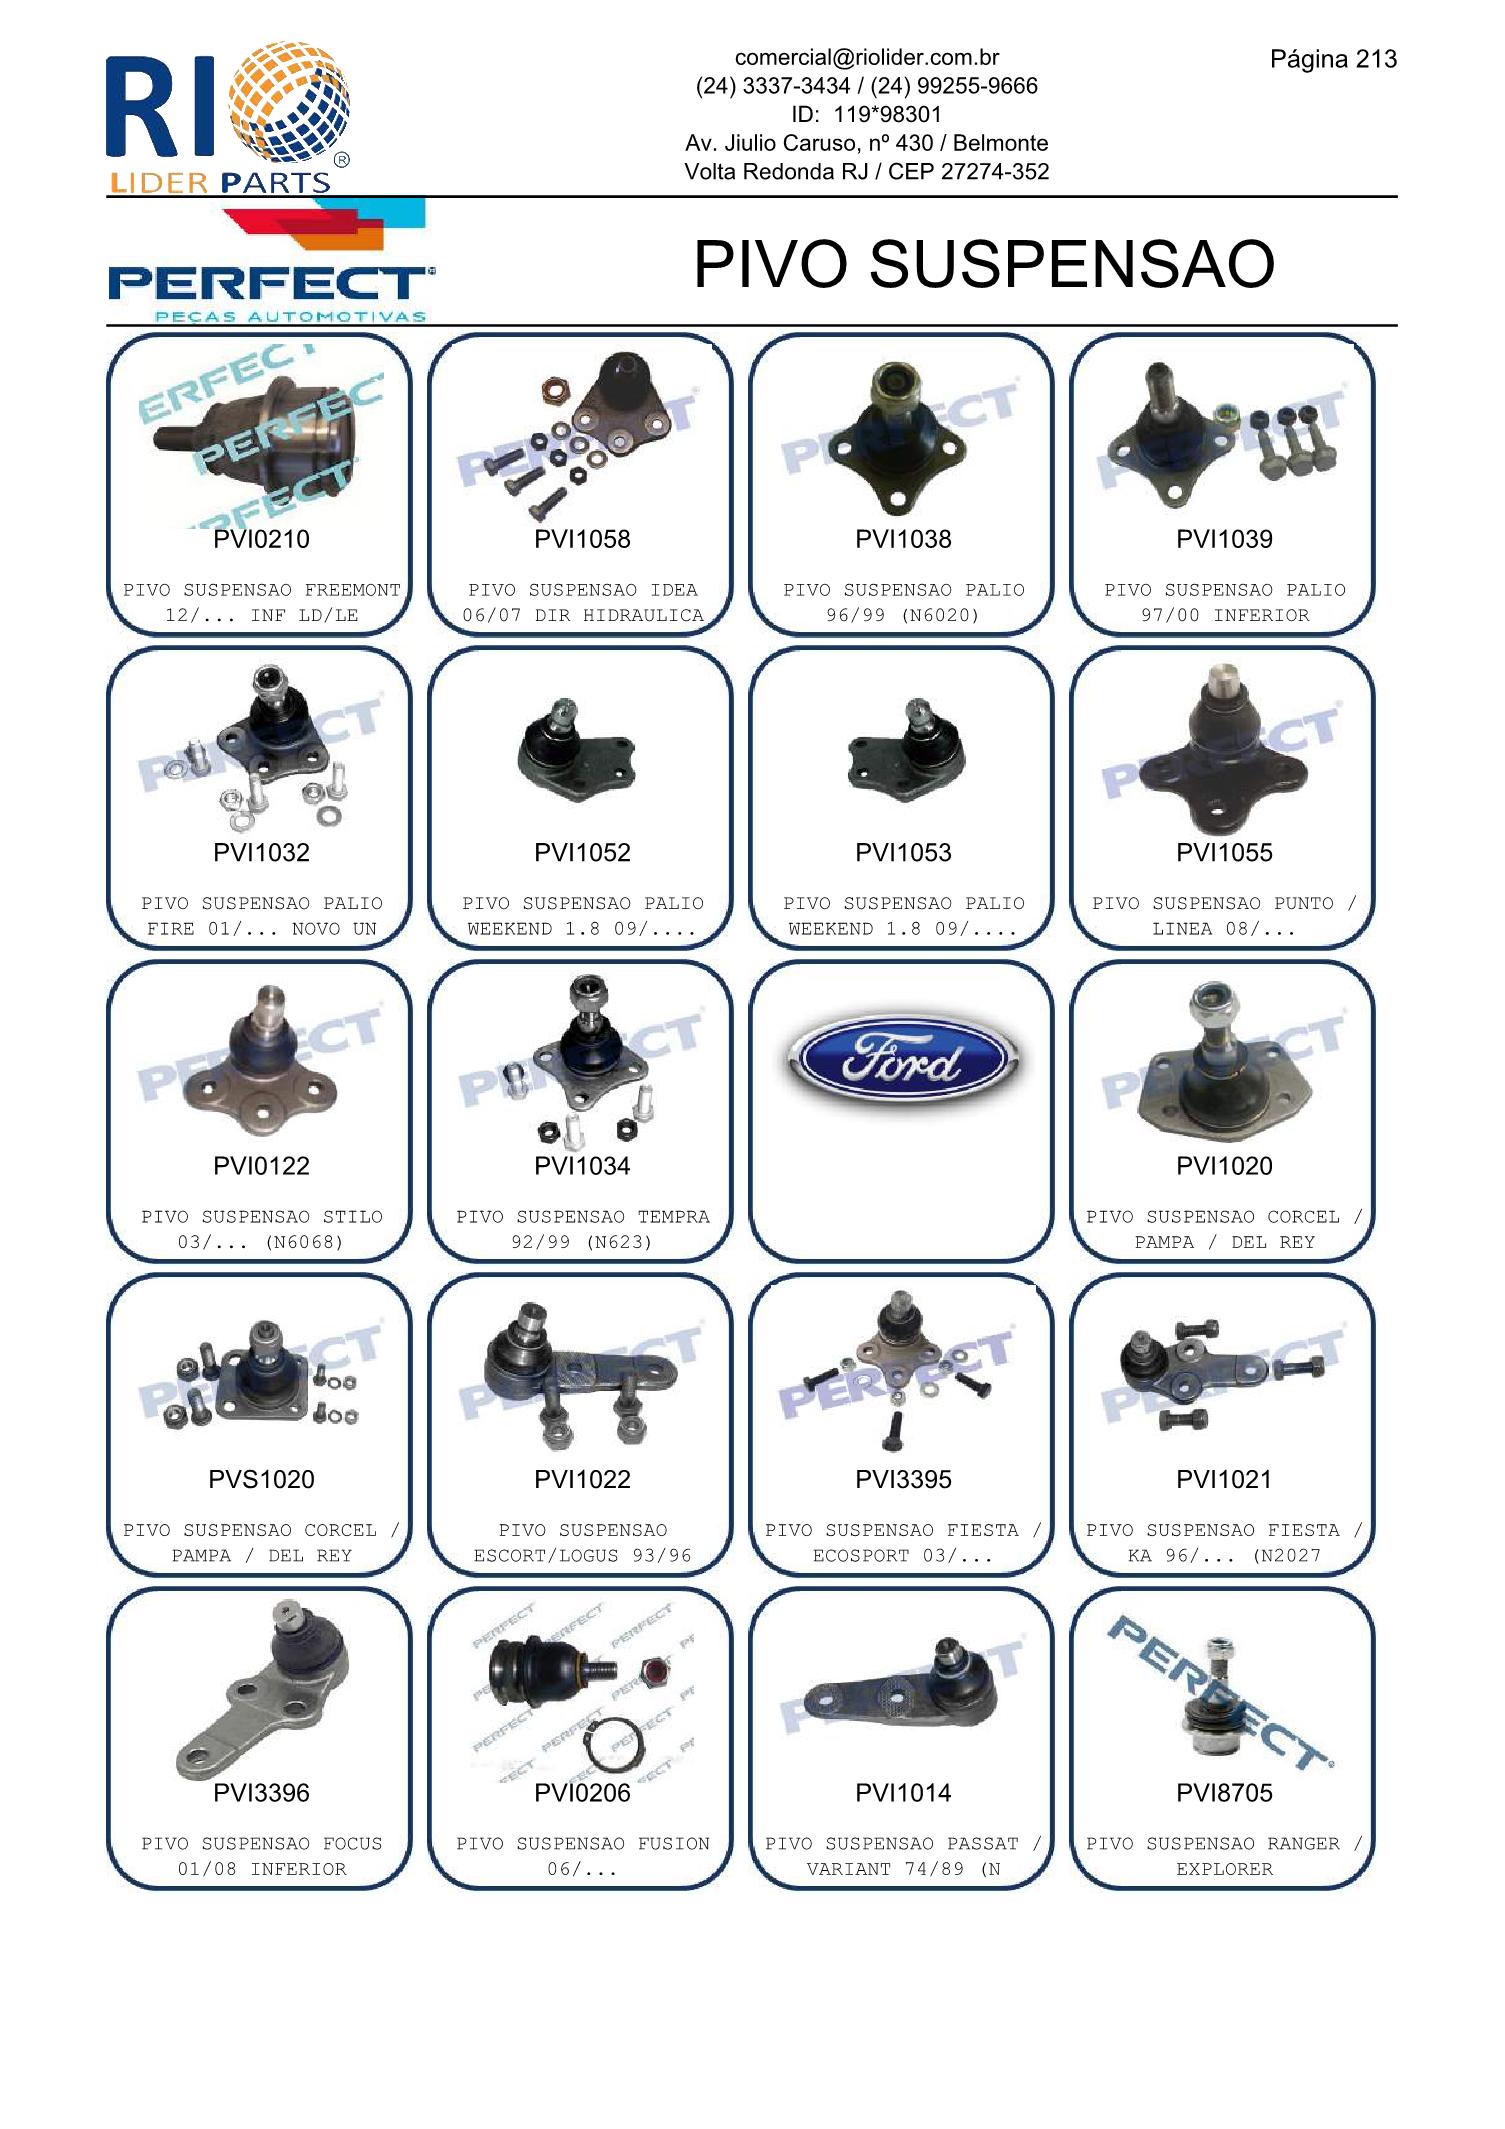 RIO
LIDER PARTS
®
comercial@riolider.com.br
(24) 3337-3434 / (24) 99255-9666
ID: 119*98301
Av. Jiulio Caruso, nº 430 / Belmonte
Volta Redonda RJ / CEP 27274-352
Página 213
PERFECT
PEÇAS AUTOMOTIVAS
PIVO SUSPENSAO
PVI0210
PIVO SUSPENSAO FREEMONT
12/... INF LD/LE
PVI1058
PIVO SUSPENSAO IDEA
06/07 DIR HIDRAULICA
PVI1038
PIVO SUSPENSAO PALIO
96/99 (N6020)
PVI1039
PIVO SUSPENSAO PALIO
97/00 INFERIOR
PVI1032
PIVO SUSPENSAO PALIO
FIRE 01/... NOVO UN
PVI1052
PIVO SUSPENSAO PALIO
WEEKEND 1.8 09/....
PVI1053
PIVO SUSPENSAO PALIO
WEEKEND 1.8 09/....
PVI1055
PIVO SUSPENSAO PUNTO /
LINEA 08/...
PVI0122
PIVO SUSPENSAO STILO
03/... (N6068)
PVI1034
PIVO SUSPENSAO TEMPRA
92/99 (N623)
Ford
PVI1020
PIVO SUSPENSAO CORCEL /
PAMPA / DEL REY
PVS1020
PIVO SUSPENSAO CORCEL /
PAMPA / DEL REY
PVI1022
PIVO SUSPENSAO
ESCORT/LOGUS 93/96
PVI3395
PIVO SUSPENSAO FIESTA /
ECOSPORT 03/...
PVI1021
PIVO SUSPENSAO FIESTA /
KA 96/... (N2027
PVI3396
PIVO SUSPENSAO FOCUS
01/08 INFERIOR
PVI0206
PIVO SUSPENSAO FUSION
06/...
PVI1014
PIVO SUSPENSAO PASSAT /
VARIANT 74/89 (N
PERFECT
PVI8705
PIVO SUSPENSAO RANGER /
EXPLORER